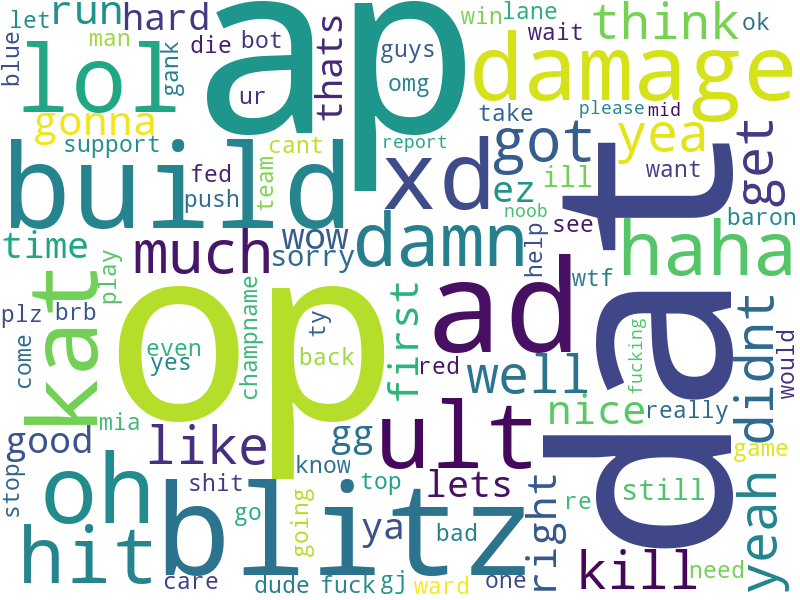 ap
dat
op
blitz
build
kat
ad
damage
lol
xd
ult
oh
hit
damn
haha
think
run
hard
let
man
die
bot
gank
blue
ur
thats
guys
omg
win
lane
wait
ok
please
mid
take
report
gonna
support
fed
push
cant
team
got
yea
get
ez
ill
want
noob
see
baron
time
much
wow
sorry
help
wtf
play
plz
brb
champname
ty
first
even
yes
back
red
well
fucking
didnt
would
come
mia
like
good
stop
gg
nice
really
game
know
shit
top
lets
right
re
still
yeah
go
going
ya
bad
kill
need
care
dude
fuck
gj
ward
one